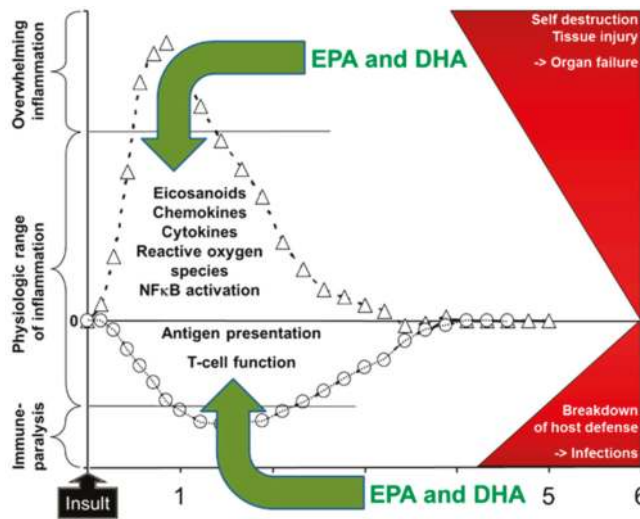 Overwhelming
inflammation
Physiologic range
of inflammation
Immune-
paralysis
0
EPA and DHA
Self destruction
Tissue injury
-> Organ failure
Eicosanoids
Chemokines
Cytokines
Reactive oxygen
species
NFκB activation
Antigen presentation
T-cell function
Breakdown
of host defense
-> Infections
EPA and DHA
Insult
1
5
6